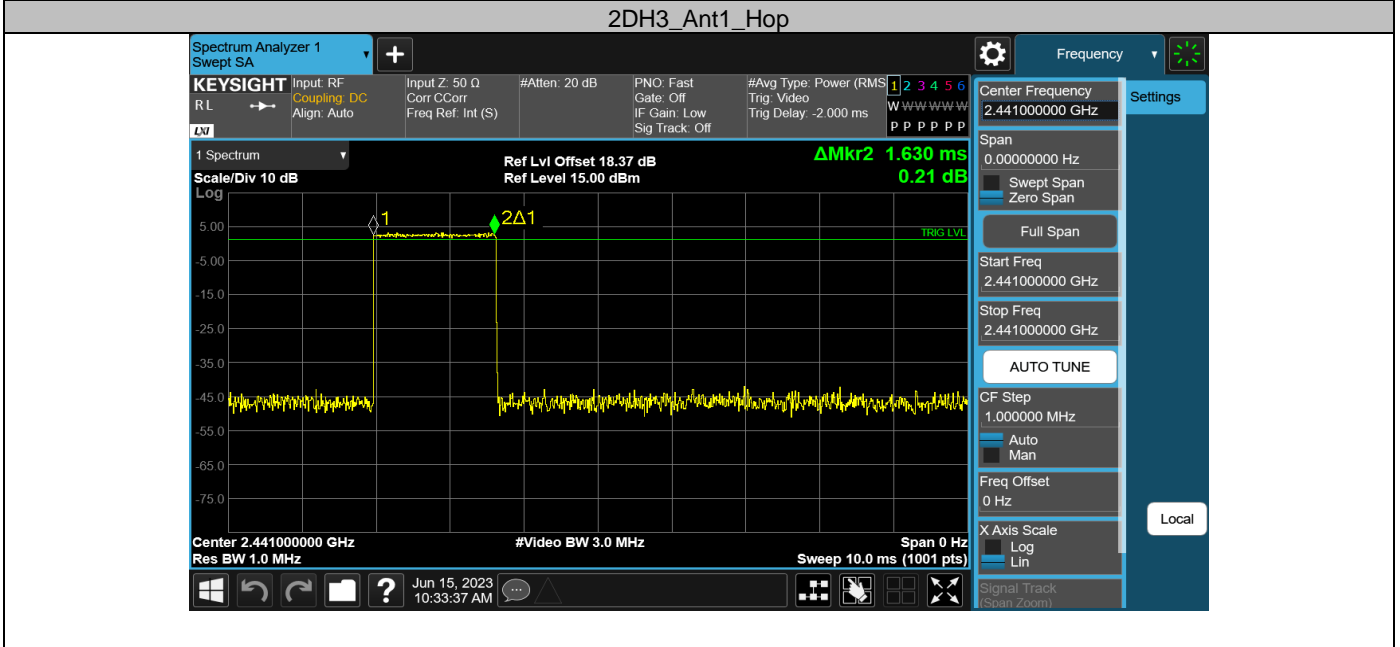 2DH3_Ant1_Hop
Spectrum Analyzer 1
Swept SA
+
Frequency
KEYSIGHT
RL
LXI
Input: RF
Coupling: DC
Align: Auto
Input Z: 50 Ω
Corr CCorr
Freq Ref: Int (S)
#Atten: 20 dB
PNO: Fast
Gate: Off
IF Gain: Low
Sig Track: Off
#Avg Type: Power (RMS
Trig: Video
Trig Delay: -2.000 ms
1 2 3 4 5 6
W W W W W W
P P P P P P
1 Spectrum
Scale/Div 10 dB
Log
Ref Lvl Offset 18.37 dB
Ref Level 15.00 dBm
ΔMkr2 1.630 ms
0.21 dB
1
2Δ1
TRIG LVL
5.00
-5.00
-15.0
-25.0
-35.0
-45.0
-55.0
-65.0
-75.0
Center 2.441000000 GHz
Res BW 1.0 MHz
#Video BW 3.0 MHz
Span 0 Hz
Sweep 10.0 ms (1001 pts)
Center Frequency
2.441000000 GHz
Span
0.00000000 Hz
Swept Span
Zero Span
Full Span
Start Freq
2.441000000 GHz
Stop Freq
2.441000000 GHz
AUTO TUNE
CF Step
1.000000 MHz
Auto
Man
Freq Offset
0 Hz
X Axis Scale
Log
Lin
Signal Track
(Span Zoom)
Settings
Local
?
Jun 15, 2023
10:33:37 AM